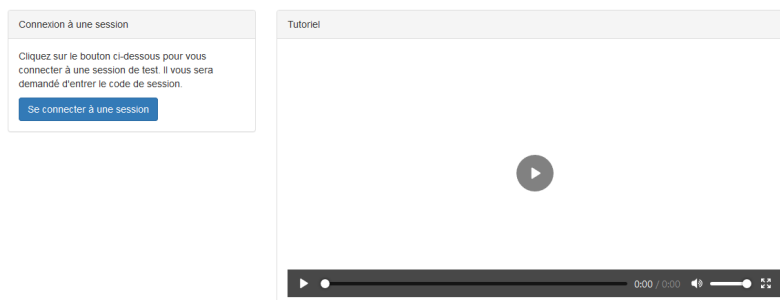 Connexion à une session
Cliquez sur le bouton ci-dessous pour vous
connecter à une session de test. Il vous sera
demandé d'entrer le code de session.
Se connecter à une session
Tutoriel
0:00 / 0:00